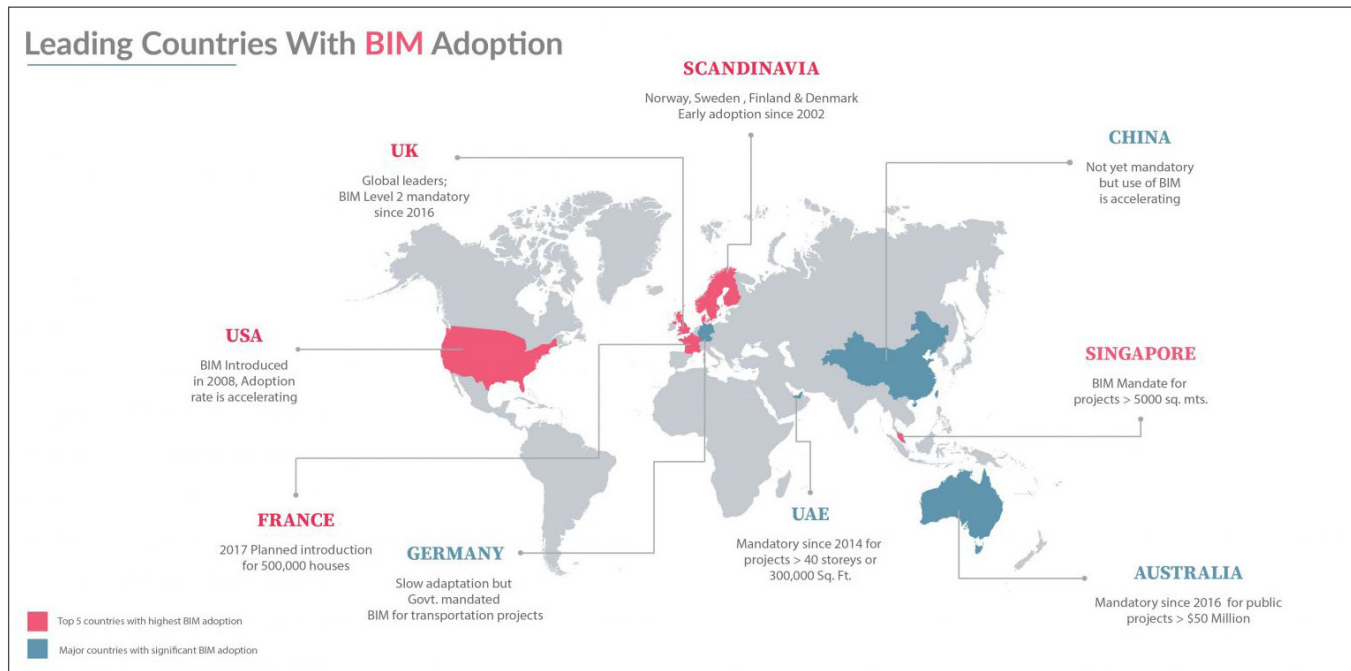 Leading Countries With BIM Adoption
SCANDINAVIA
Norway, Sweden , Finland & Denmark
Early adoption since 2002
UK
Global leaders;
BIM Level 2 mandatory
since 2016
CHINA
Not yet mandatory
but use of BIM
is accelerating
USA
BIM Introduced
in 2008, Adoption
rate is accelerating
SINGAPORE
BIM Mandate for
projects > 5000 sq. mts.
FRANCE
2017 Planned introduction
for 500,000 houses
GERMANY
Slow adaptation but
Govt. mandated
BIM for transportation projects
UAE
Mandatory since 2014 for
projects > 40 storeys or
300,000 Sq. Ft.
AUSTRALIA
Mandatory since 2016 for public
projects > $50 Million
Top 5 countries with highest BIM adoption
Major countries with significant BIM adoption